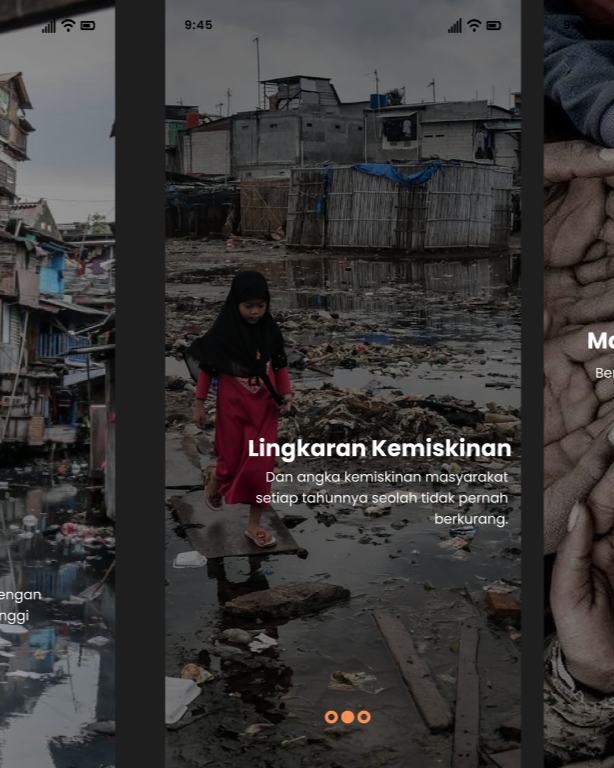 9:45
engan
nggi
Lingkaran Kemiskinan
Dan angka kemiskinan masyarakat
setiap tahunnya seolah tidak pernah
berkurang.
Ma
Ber